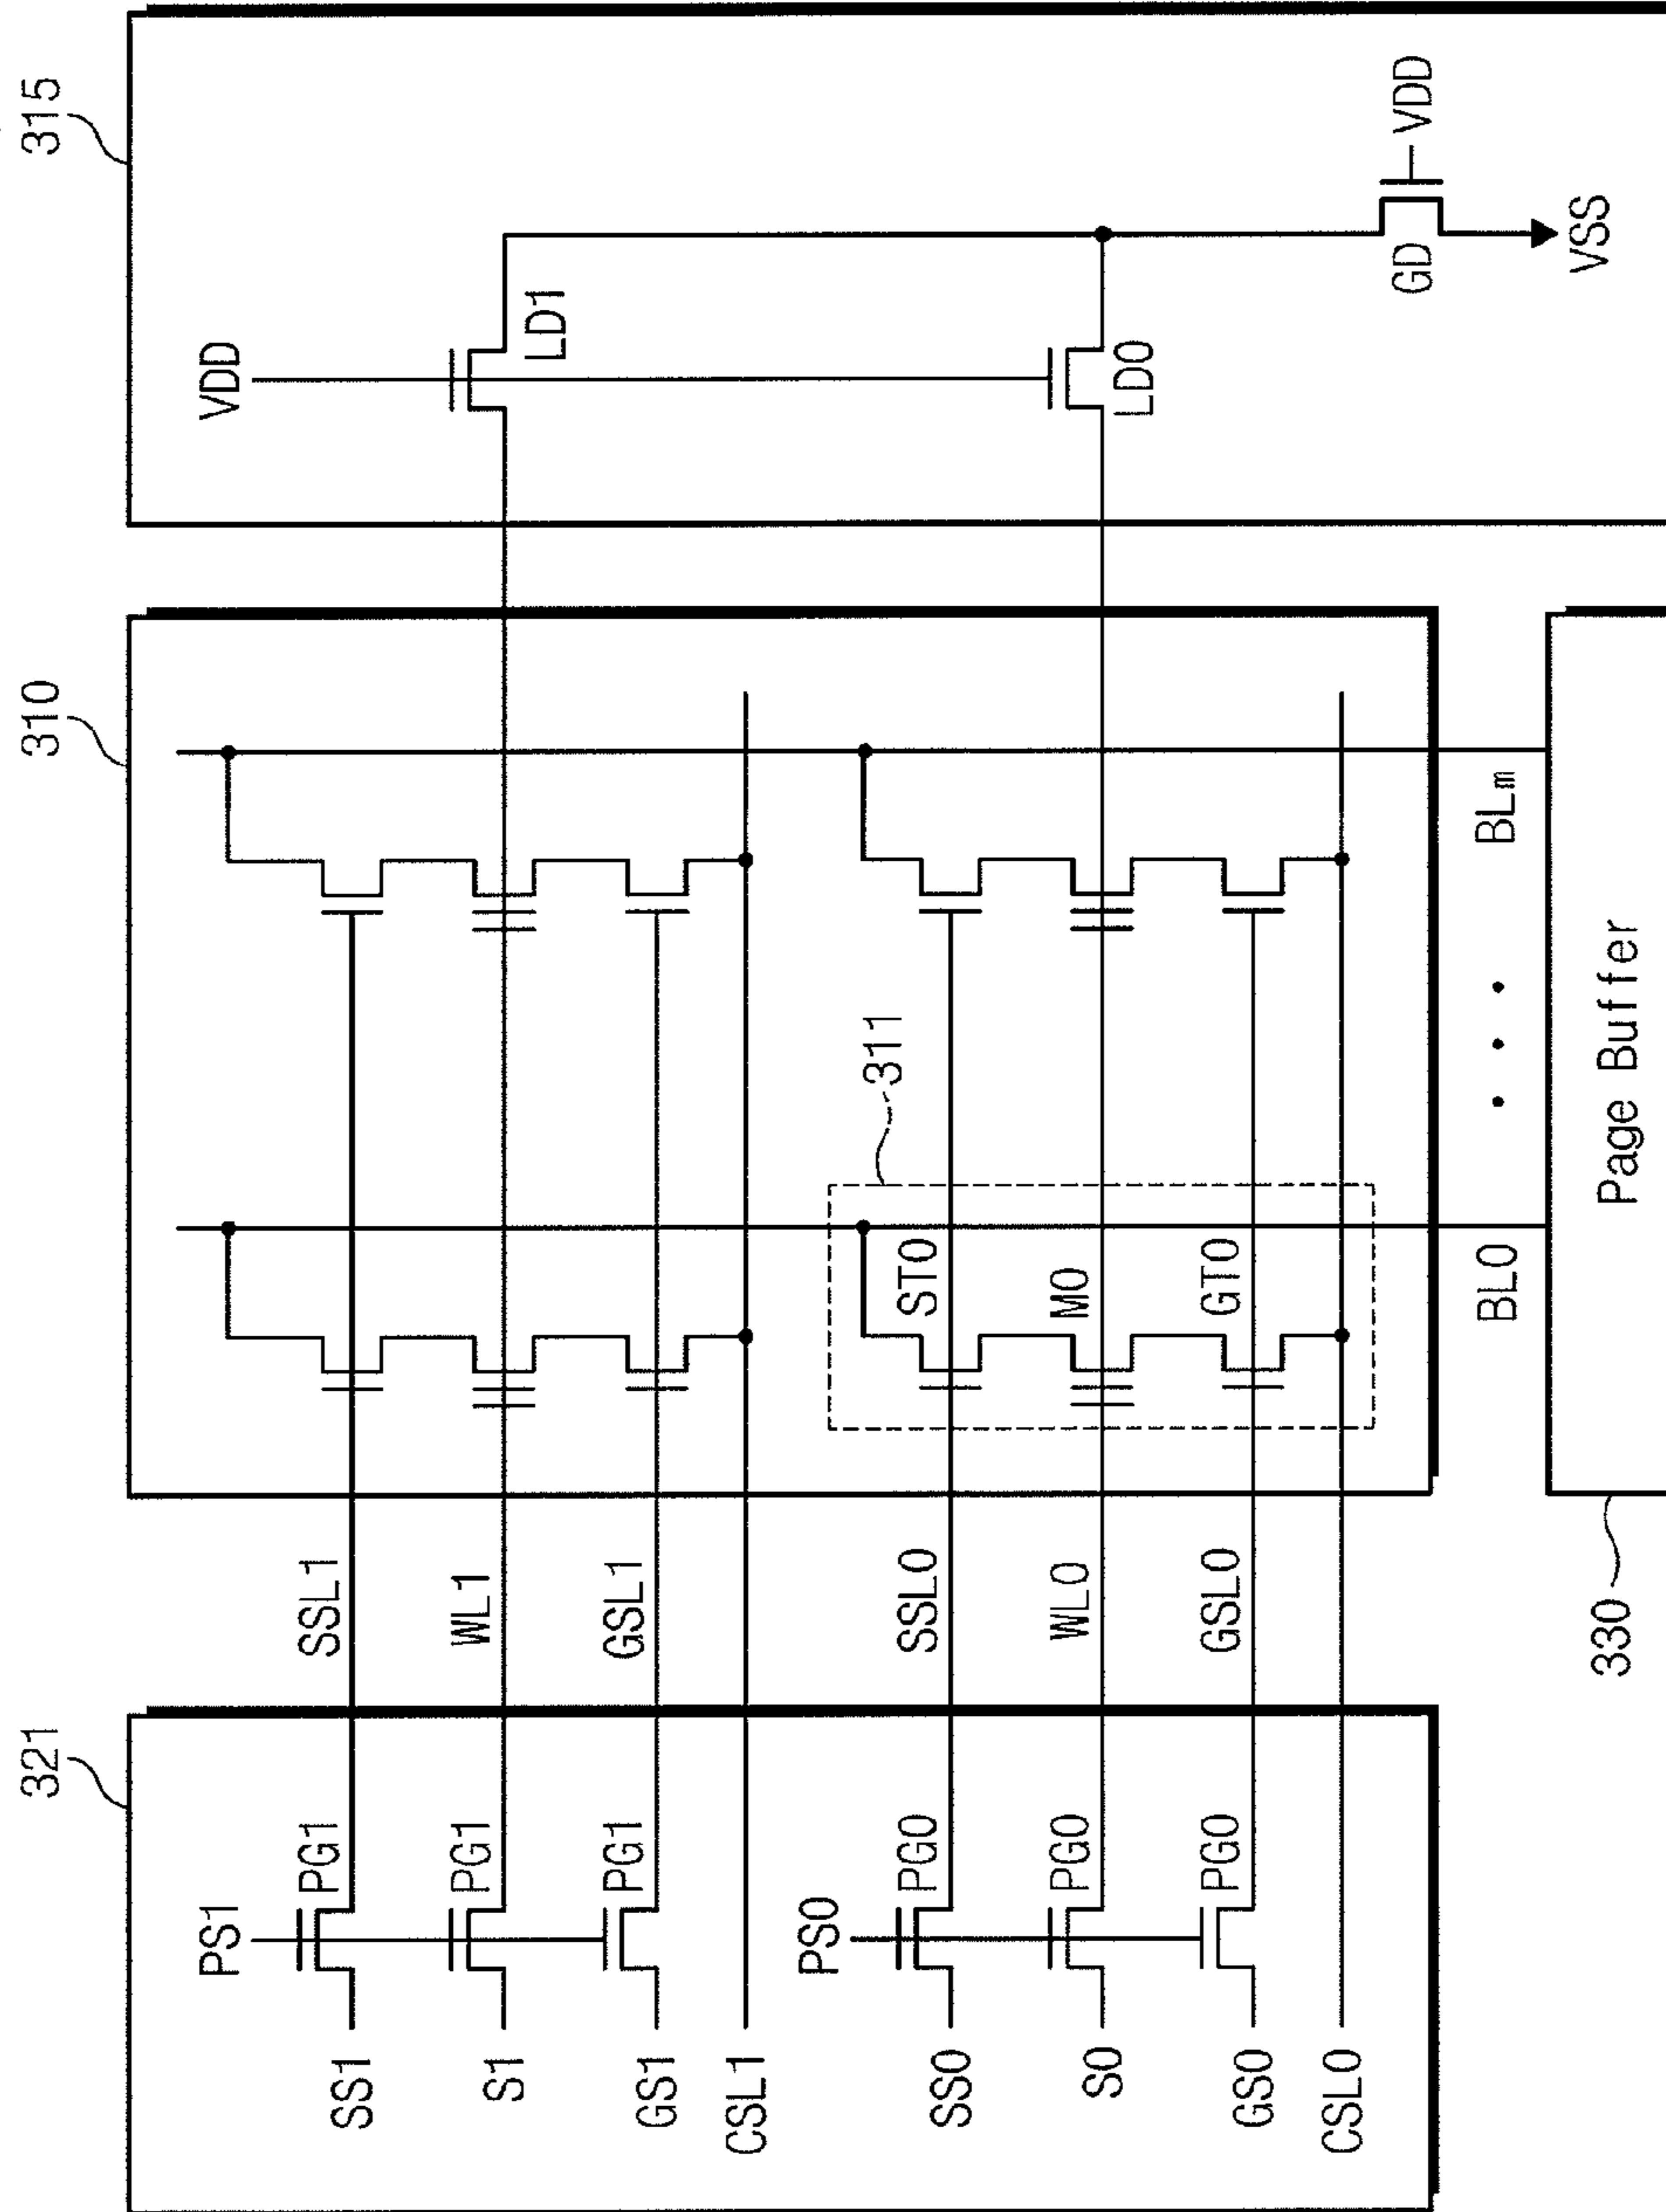 321
310
315
PS1
PG1
PG1
PG1
SS1
S1
GS1
CSL1
SSL1
WL1
GSL1
PS0
PG0
PG0
PG0
SS0
S0
GS0
CSL0
SSL0
WL0
GSL0
311
ST0
M0
GT0
VDD
LD1
LD0
GD
VDD
VSS
BL0
BLm
330
Page Buffer